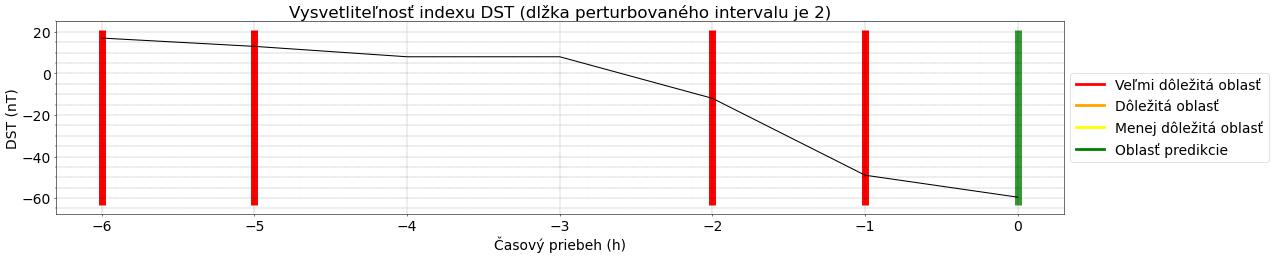 Vysvetliteľnosť indexu DST (dĺžka perturbovaného intervalu je 2)
DST (nT)
20
0
−20
−40
−60
−6 −5 −4 −3 −2 −1 0
Časový priebeh (h)
Veľmi dôležitá oblasť
Dôležitá oblasť
Menej dôležitá oblasť
Oblasť predikcie